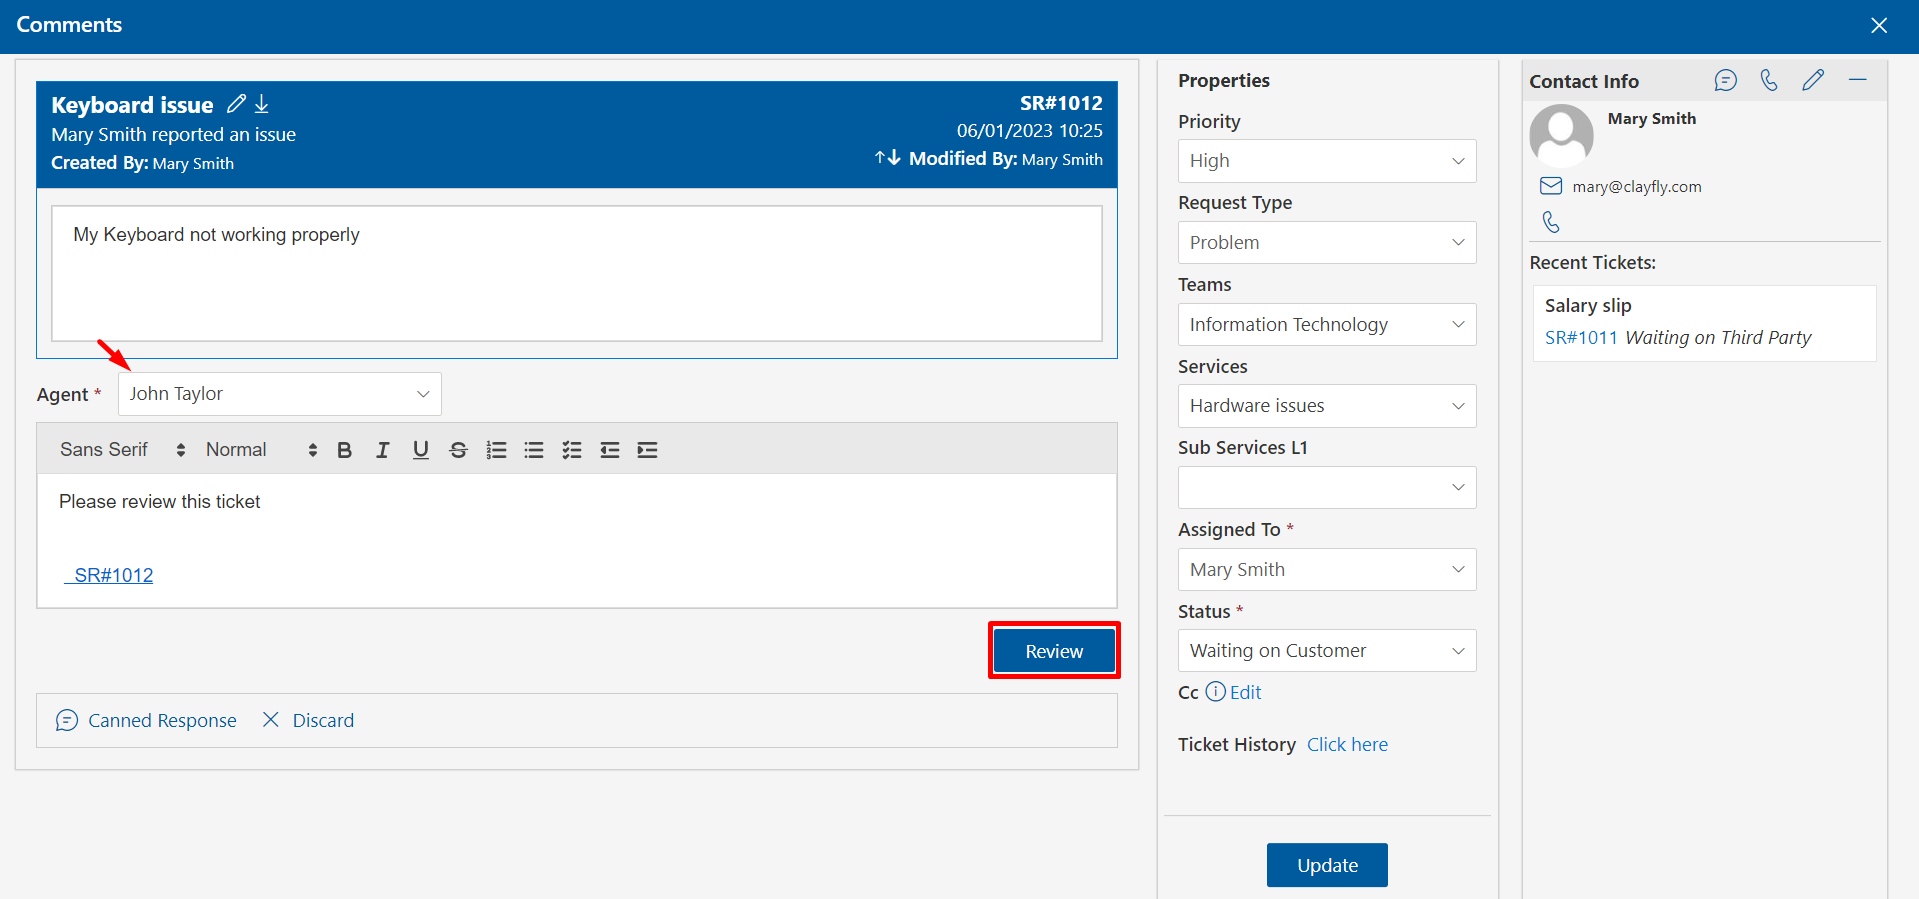 Comments
Keyboard issue
SR#1012
Mary Smith reported an issue
06/01/2023 10:25
Created By: Mary Smith
Modified By: Mary Smith
My Keyboard not working properly
Agent *
John Taylor
Sans Serif
Normal
B I U S
Please review this ticket
SR#1012
Review
Canned Response
Discard
Properties
Priority
High
Request Type
Problem
Teams
Information Technology
Services
Hardware issues
Sub Services L1
Assigned To *
Mary Smith
Status *
Waiting on Customer
Cc Edit
Ticket History Click here
Update
Contact Info
Mary Smith
mary@clayfly.com
Recent Tickets:
Salary slip
SR#1011 Waiting on Third Party